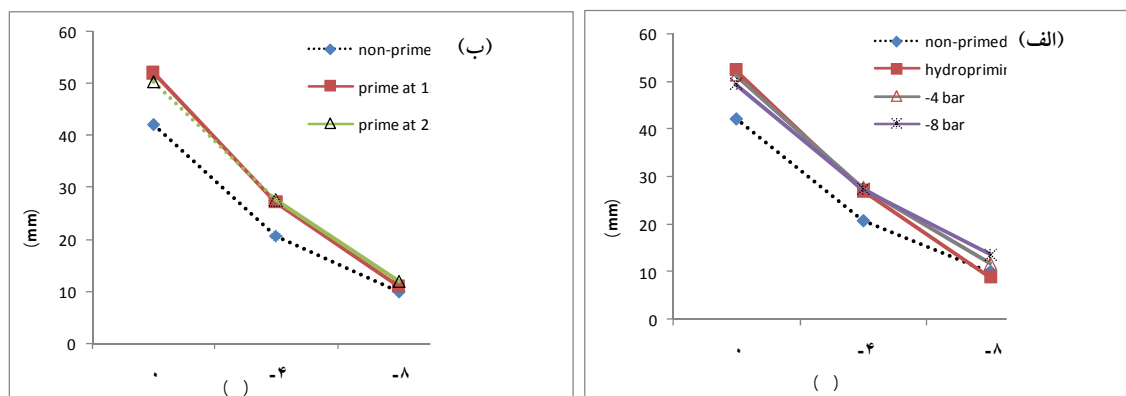 (الف)
non-primed
hydroprimin
-4 bar
-8 bar
60
50
40
30
20
10
0
(mm)
۰
-۴
-۸
( )
(ب)
non-prime
prime at 1
prime at 2
60
50
40
30
20
10
0
(mm)
۰
-۴
-۸
( )